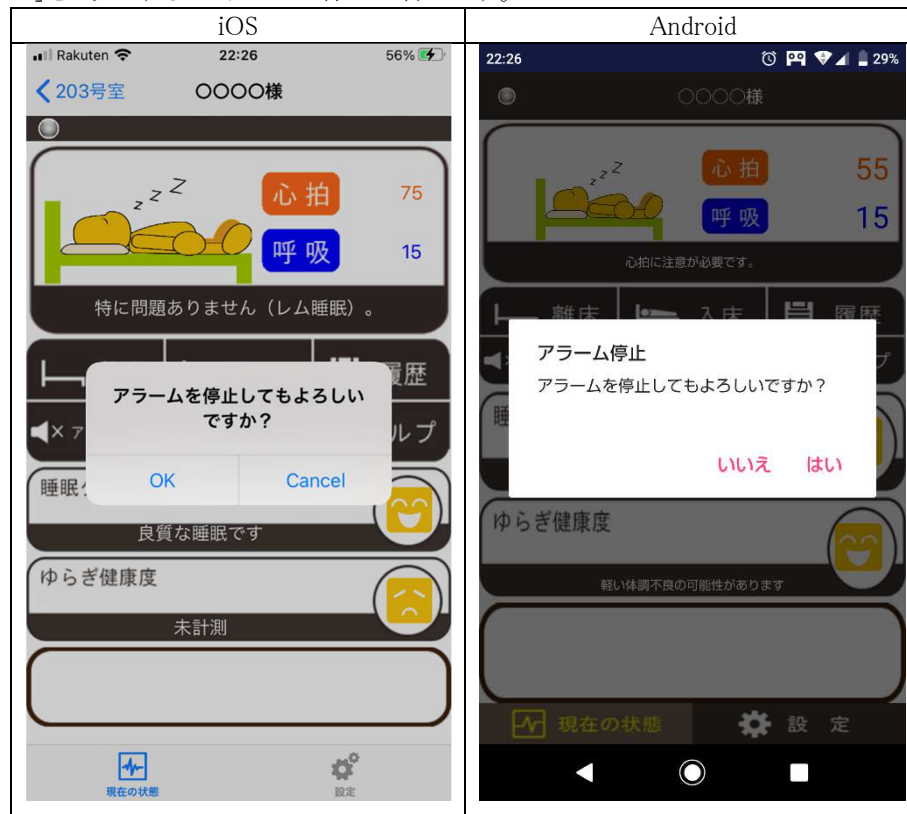 iOS
Android
Rakuten
22:26
56%
203号室
○○○○様
心拍
75
呼吸
15
特に問題ありません（レム睡眠）。
履歴
アラームを停止してもよろしい
ですか？
ルプ
OK
Cancel
睡眠
良質な睡眠です
ゆらぎ健康度
未計測
現在の状態
設定
22:26
29%
○○○○様
心拍
55
呼吸
15
心拍に注意が必要です。
離床
入床
履歴
アラーム停止
アラームを停止してもよろしいですか？
プ
睡
いいえ
はい
ゆらぎ健康度
軽い体調不良の可能性があります
現在の状態
設 定